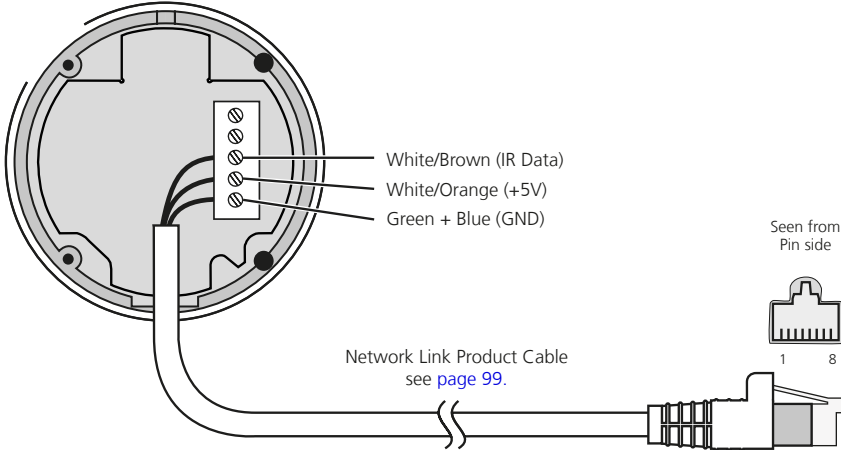 White/Brown (IR Data)
White/Orange (+5V)
Green + Blue (GND)
Seen from
Pin side
1 8
Network Link Product Cable
see page 99.